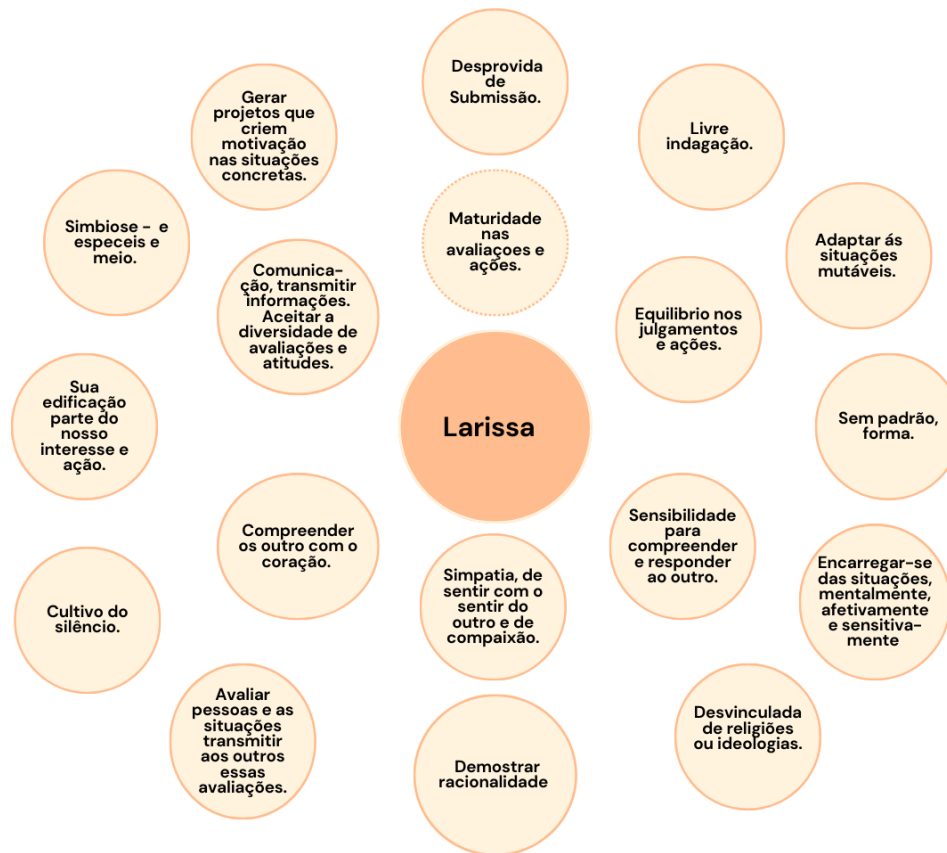 Desprovida
de
Submissão.
Gerar
projetos que
criem
motivação
nas situações
concretas.
Livre
indagação.
Simbiose -  e
especeis e
meio.
Maturidade
nas
avaliaçoes e
ações.
Adaptar ás
situações
mutáveis.
Comunica-
ção, transmitir
informações.
Aceitar a
diversidade de
avaliações e
atitudes.
Equilibrio nos
julgamentos
e ações.
Sua
edificação
parte do
nosso
interesse e
ação.
Larissa
Sem padrão,
forma.
Compreender
os outro com o
coração.
Sensibilidade
para
compreender
e responder
ao outro.
Simpatia, de
sentir com o
sentir do
outro e de
compaixão.
Encarregar-se
das situações,
mentalmente,
afetivamente
e sensitiva-
mente
Cultivo do
silêncio.
Avaliar
pessoas e as
situações
transmitir
aos outros
essas
avaliações.
Demostrar
racionalidade
Desvinculada
de religiões
ou ideologias.